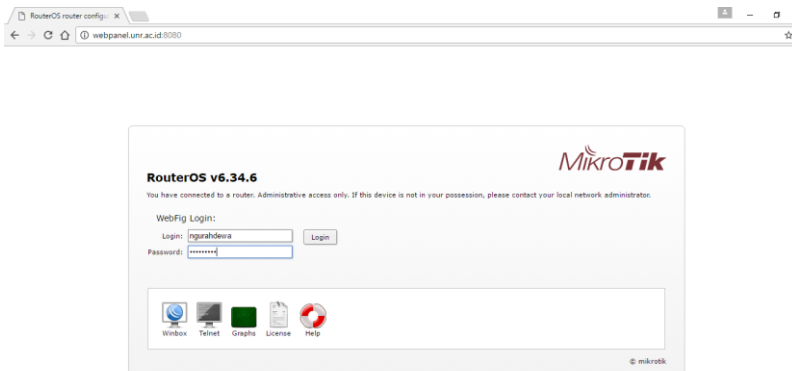 RouterOS router configu
webpanel.unr.ac.id:8080
MikroTik
RouterOS v6.34.6
You have connected to a router. Administrative access only. If this device is not in your possession, please contact your local network administrator.
WebFig Login:
Login: ngurahdewa Login
Password: •••••••••
Winbox Telnet Graphs License Help
© mikrotik